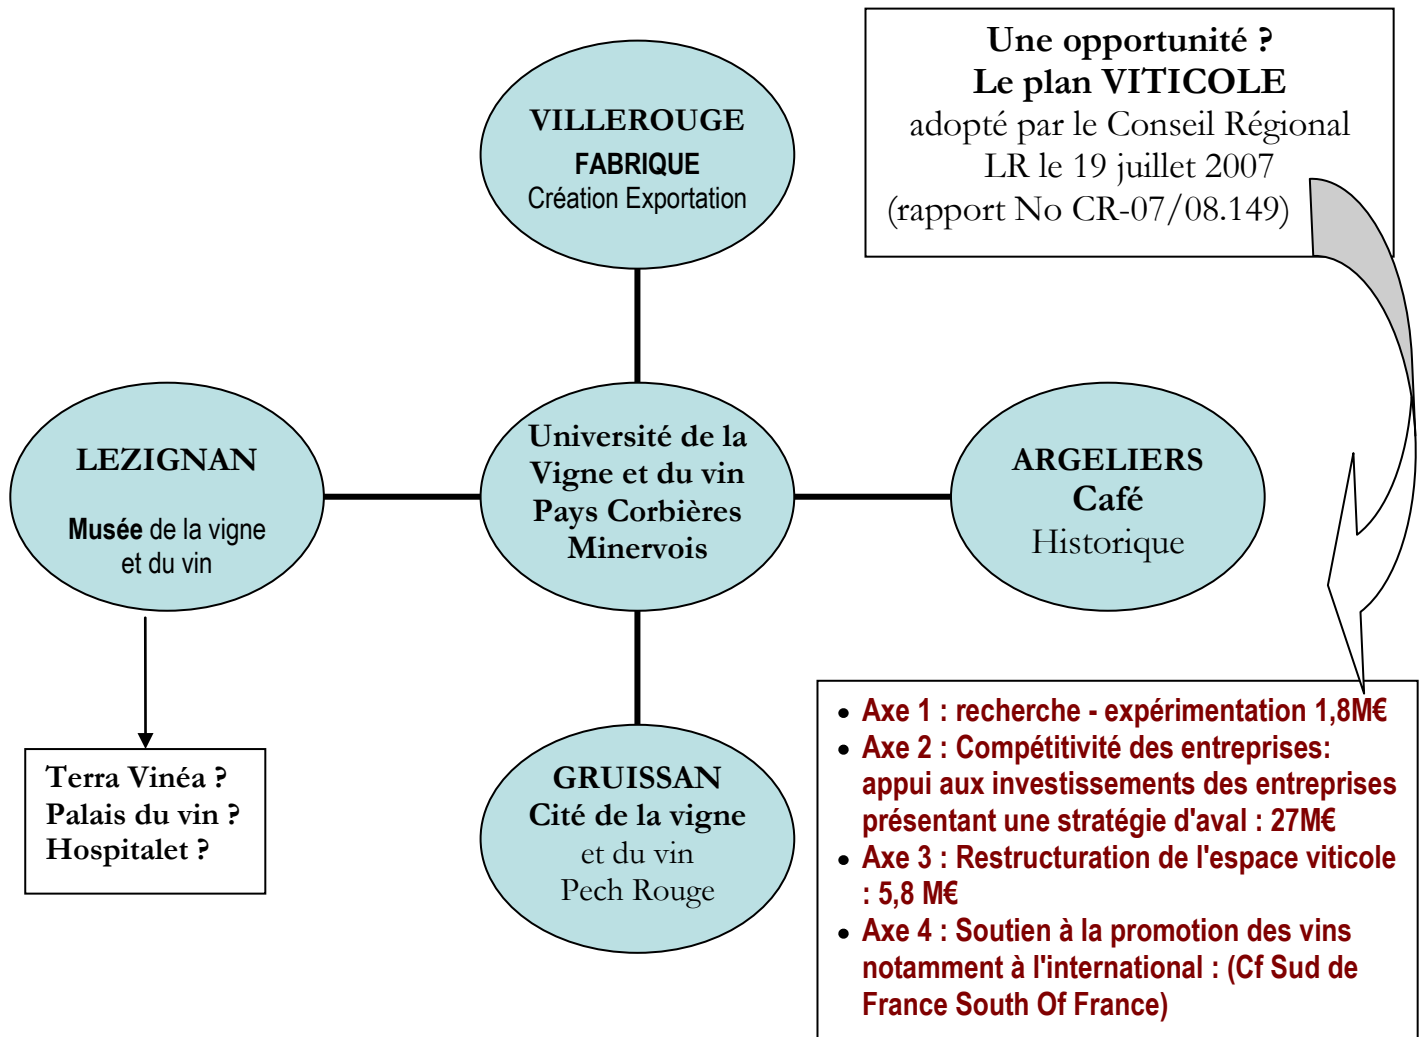 Une opportunité ?
Le plan VITICOLE
adopté par le Conseil Régional
LR le 19 juillet 2007
(rapport No CR-07/08.149)
VILLEROUGE
FABRIQUE
Création Exportation
LEZIGNAN
Musée de la vigne
et du vin
Université de la
Vigne et du vin
Pays Corbières
Minervois
ARGELIERS
Café
Historique
Terra Vinéa ?
Palais du vin ?
Hospitalet ?
GRUISSAN
Cité de la vigne
et du vin
Pech Rouge
• Axe 1 : recherche - expérimentation 1,8M€
• Axe 2 : Compétitivité des entreprises:
appui aux investissements des entreprises
présentant une stratégie d'aval : 27M€
• Axe 3 : Restructuration de l'espace viticole
: 5,8 M€
• Axe 4 : Soutien à la promotion des vins
notamment à l'international : (Cf Sud de
France South Of France)